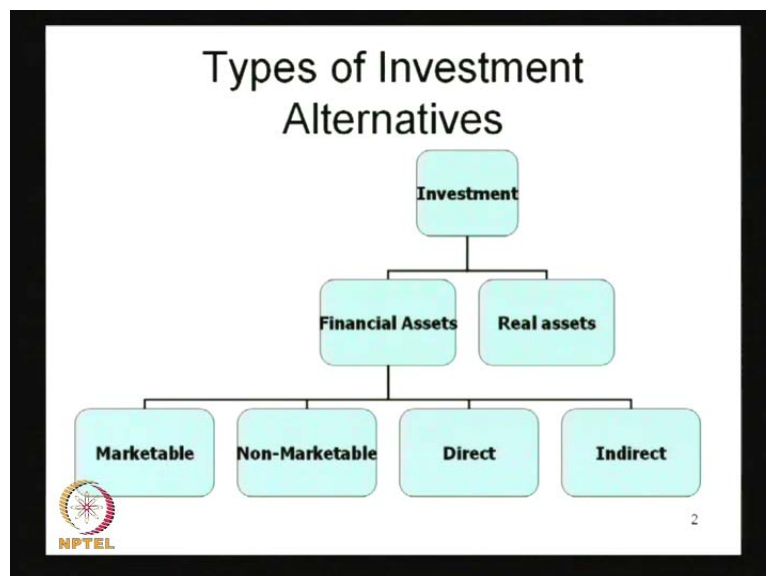 Types of Investment
Alternatives
Investment
Financial Assets
Real assets
Marketable
Non-Marketable
Direct
Indirect
2
NPTEL